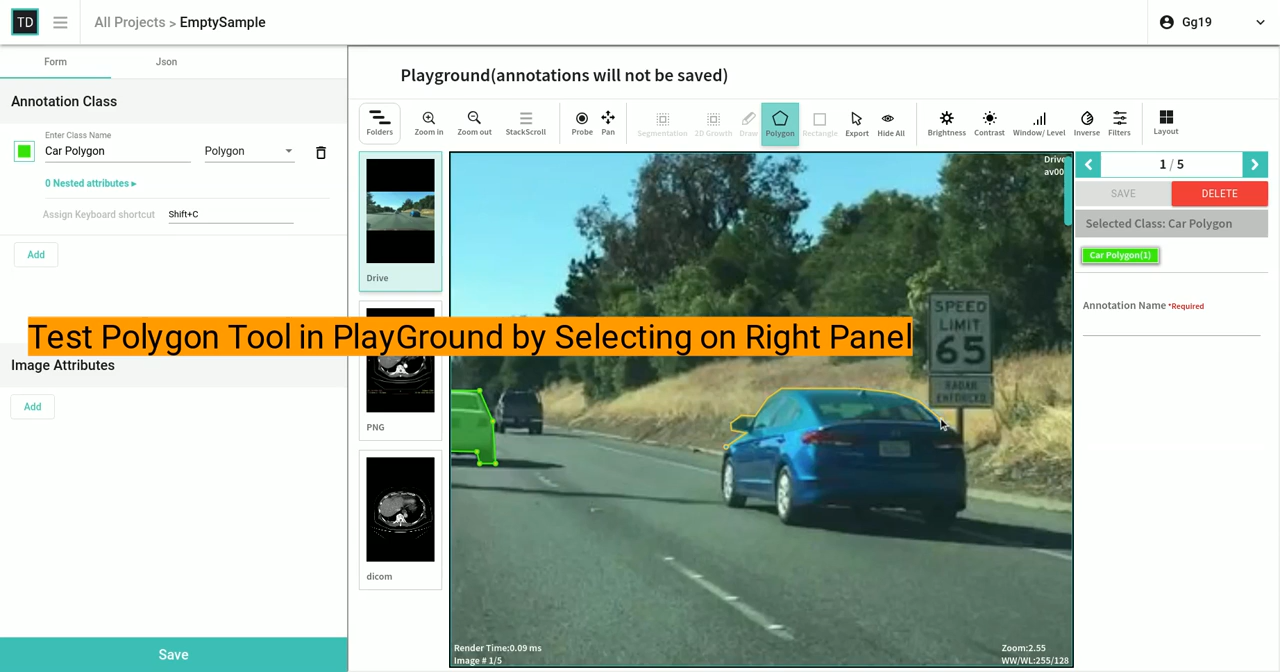 TD
All Projects > EmptySample
Gg19
Form
Json
Annotation Class
Enter Class Name
Car Polygon
Polygon
0 Nested attributes ▸
Assign Keyboard shortcut
Shift+C
Add
Image Attributes
Add
Save
Playground(annotations will not be saved)
Folders
Zoom in
Zoom out
StackScroll
Probe
Pan
Segmentation
2D Growth
Draw
Polygon
Rectangle
Export
Hide All
Brightness
Contrast
Window/ Level
Inverse
Filters
Layout
Drive
PNG
dicom
Test Polygon Tool in PlayGround by Selecting on Right Panel
Drive
av00
SPEED
LIMIT
65
RADAR
ENFORCED
Render Time:0.09 ms
Image # 1/5
Zoom:2.55
WW/WL:255/128
1 / 5
SAVE
DELETE
Selected Class: Car Polygon
Car Polygon(1)
Annotation Name *Required